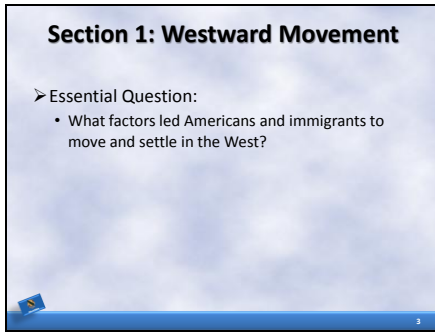 Section 1: Westward Movement
➢Essential Question:
• What factors led Americans and immigrants to
move and settle in the West?
3